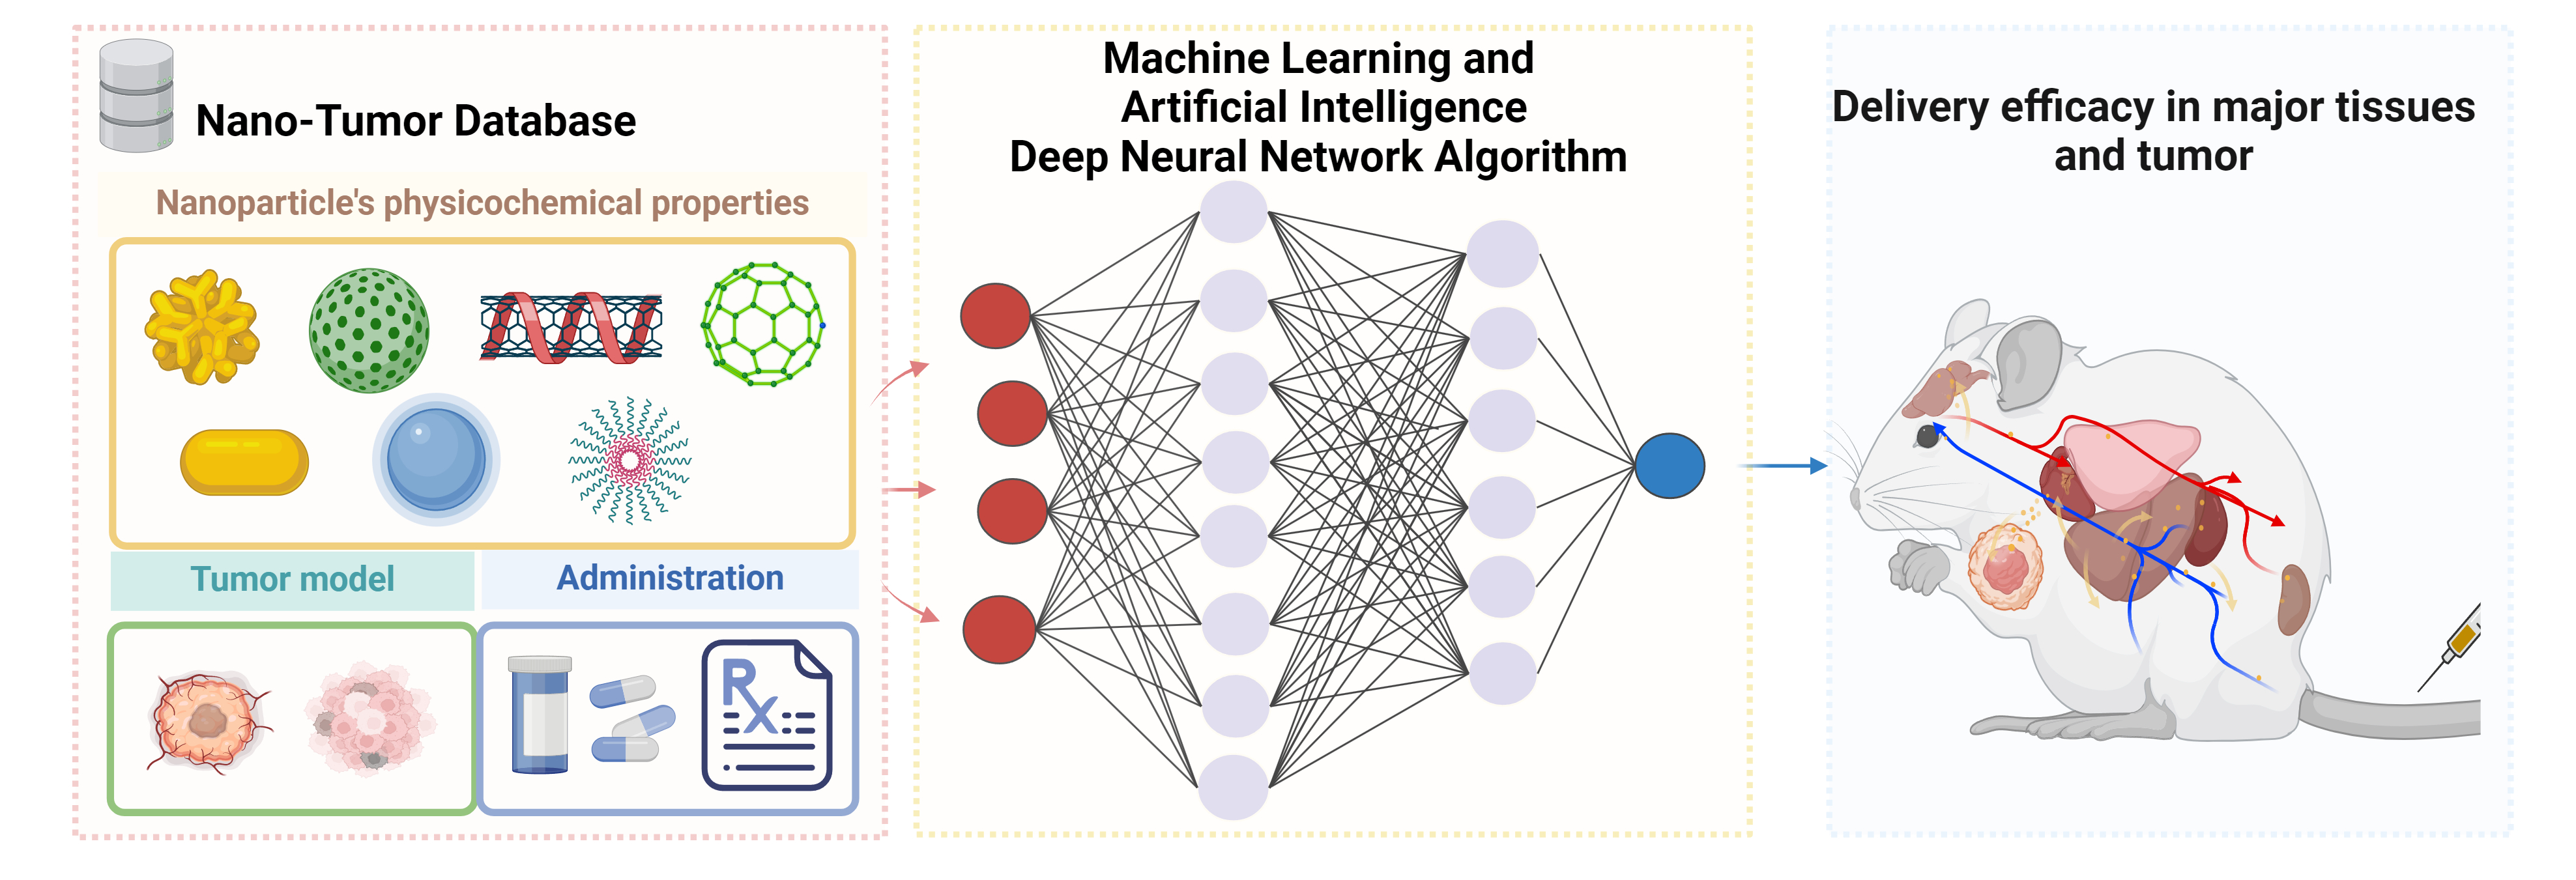 Nano-Tumor Database
Nanoparticle's physicochemical properties
Tumor model
Administration
Rx
Machine Learning and
Artificial Intelligence
Deep Neural Network Algorithm
Delivery efficacy in major tissues
and tumor